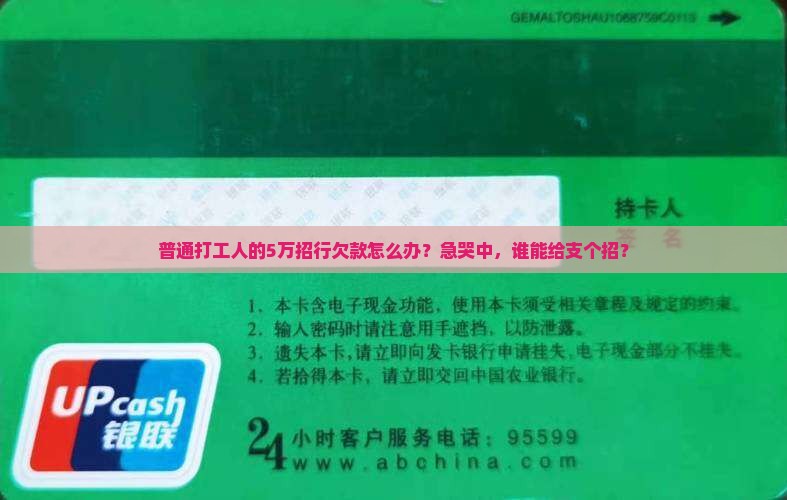 GEMALTOSHAU1068759C0119
持卡人
签 名
普通打工人的5万招行欠款怎么办？急哭中，谁能给支个招？
1、本卡含电子现金功能，使用本卡须受相关章程及规定的约束。
2、输入密码时请注意用手遮挡，以防泄露。
3、遗失本卡,请立即向发卡银行申请挂失,电子现金部分不挂失。
4、若拾得本卡，请立即交回中国农业银行。
UPcash
银联
24小时客户服务电话：95599
www.abchina.com